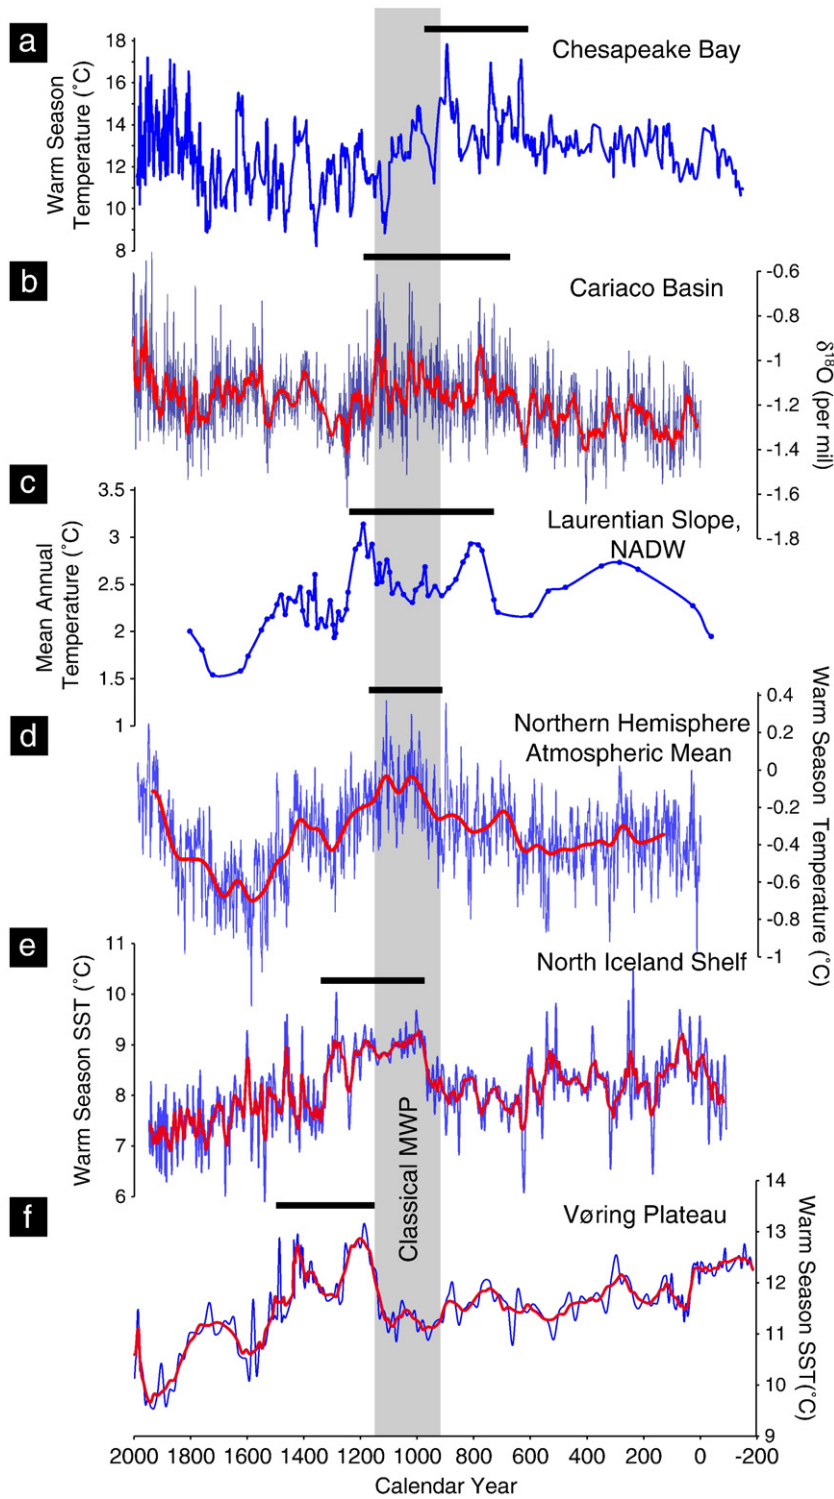 a
Chesapeake Bay
Warm Season
Temperature (°C)
18
16
14
12
10
8
b
Cariaco Basin
-0.6
-0.8
-1
-1.2
-1.4
-1.6
-1.8
δ18O (per mil)
c
Laurentian Slope,
NADW
Mean Annual
Temperature (°C)
3.5
3
2.5
2
1.5
1
d
Northern Hemisphere
Atmospheric Mean
0.4
0.2
0
-0.2
-0.4
-0.6
-0.8
-1
Warm Season Temperature (°C)
e
North Iceland Shelf
Warm Season SST (°C)
11
10
9
8
7
6
Classical MWP
f
Vøring Plateau
14
13
12
11
10
9
Warm Season SST(°C)
2000 1800 1600 1400 1200 1000 800 600 400 200 0 -200
Calendar Year